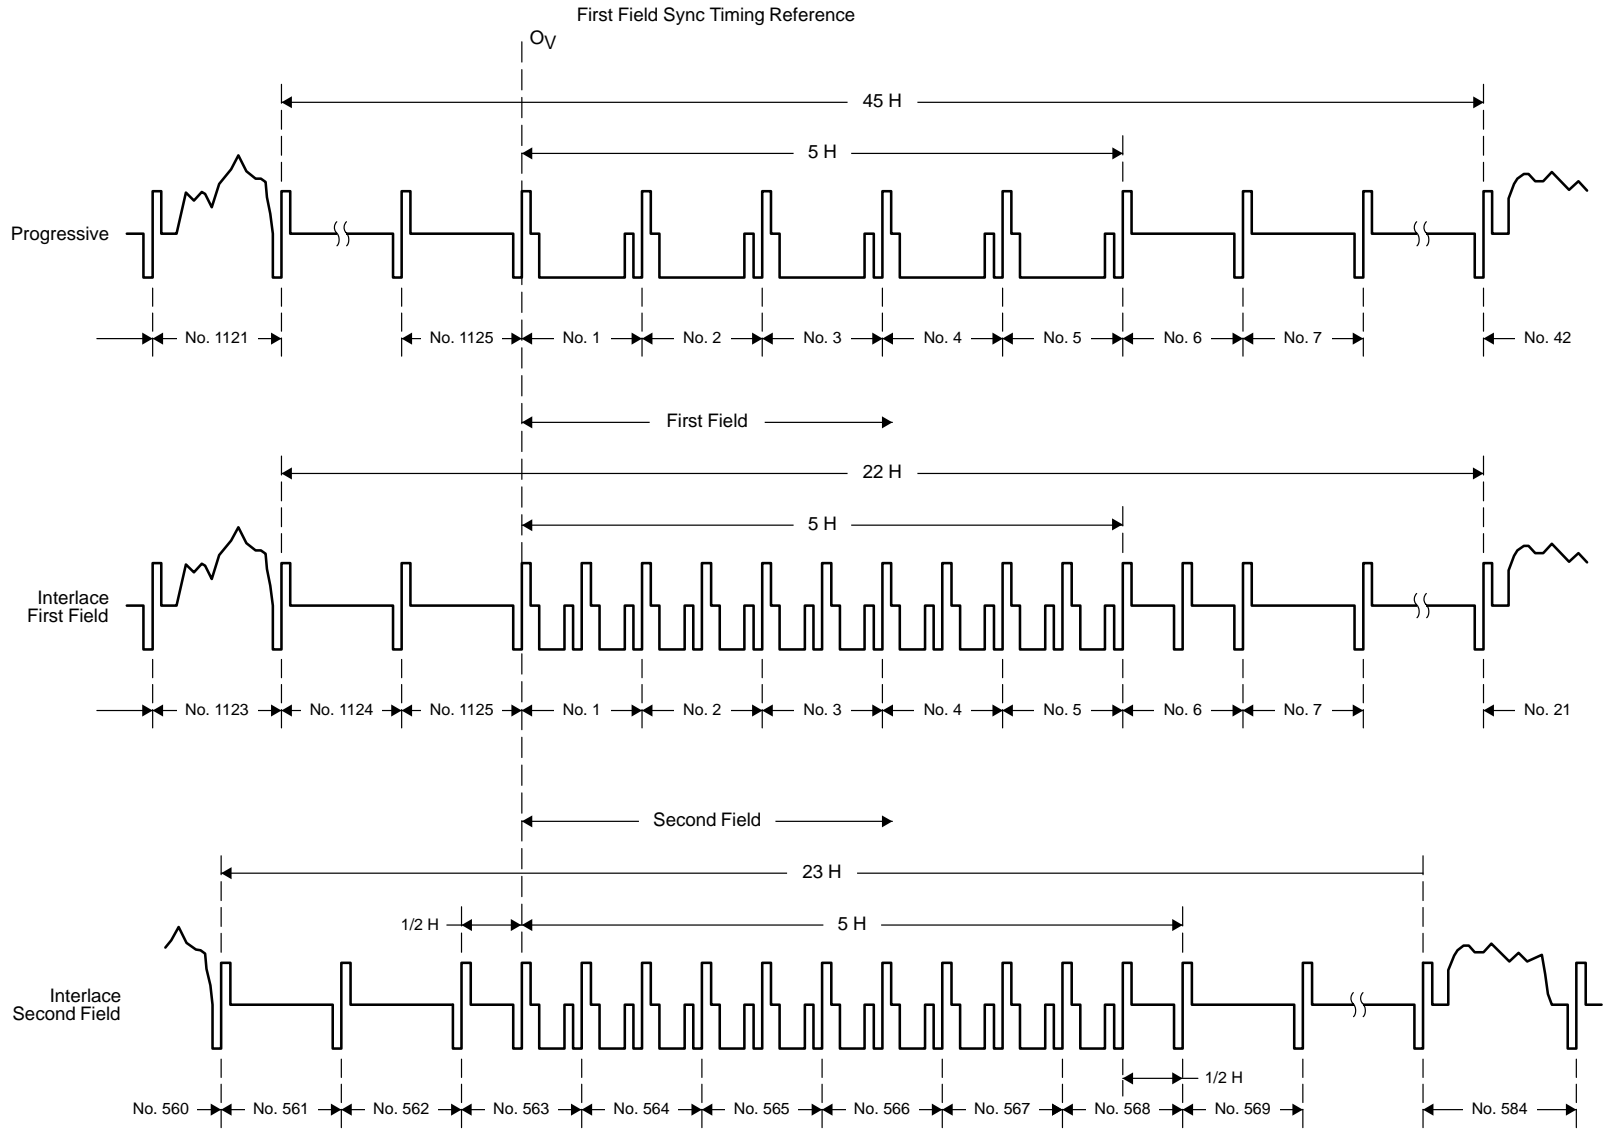 First Field Sync Timing Reference
OV
45 H
5 H
Progressive
No. 1121 No. 1125 No. 1 No. 2 No. 3 No. 4 No. 5 No. 6 No. 7 No. 42
First Field
22 H
5 H
Interlace
First Field
No. 1123 No. 1124 No. 1125 No. 1 No. 2 No. 3 No. 4 No. 5 No. 6 No. 7 No. 21
Second Field
23 H
1/2 H 5 H
Interlace
Second Field
1/2 H
No. 560 No. 561 No. 562 No. 563 No. 564 No. 565 No. 566 No. 567 No. 568 No. 569 No. 584